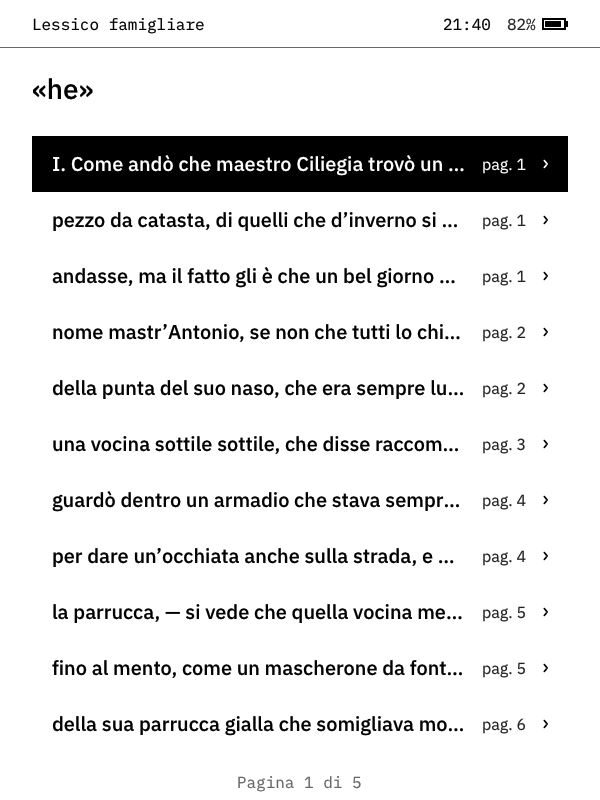 Lessico famigliare 21:40 82%
«he»
I. Come andò che maestro Ciliegia trovò un ... pag. 1 ›
pezzo da catasta, di quelli che d’inverno si ... pag. 1 ›
andasse, ma il fatto gli è che un bel giorno ... pag. 1 ›
nome mastr’Antonio, se non che tutti lo chi... pag. 2 ›
della punta del suo naso, che era sempre lu... pag. 2 ›
una vocina sottile sottile, che disse raccom... pag. 3 ›
guardò dentro un armadio che stava sempr... pag. 4 ›
per dare un’occhiata anche sulla strada, e ... pag. 4 ›
la parrucca, — si vede che quella vocina me... pag. 5 ›
fino al mento, come un mascherone da font... pag. 5 ›
della sua parrucca gialla che somigliava mo... pag. 6 ›
Pagina 1 di 5